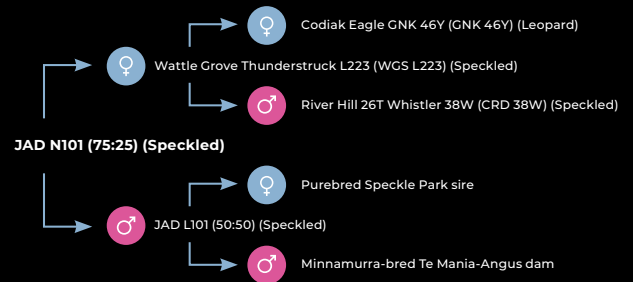 Codiak Eagle GNK 46Y (GNK 46Y) (Leopard)
Wattle Grove Thunderstruck L223 (WGS L223) (Speckled)
River Hill 26T Whistler 38W (CRD 38W) (Speckled)
JAD N101 (75:25) (Speckled)
Purebred Speckle Park sire
JAD L101 (50:50) (Speckled)
Minnamurra-bred Te Mania-Angus dam